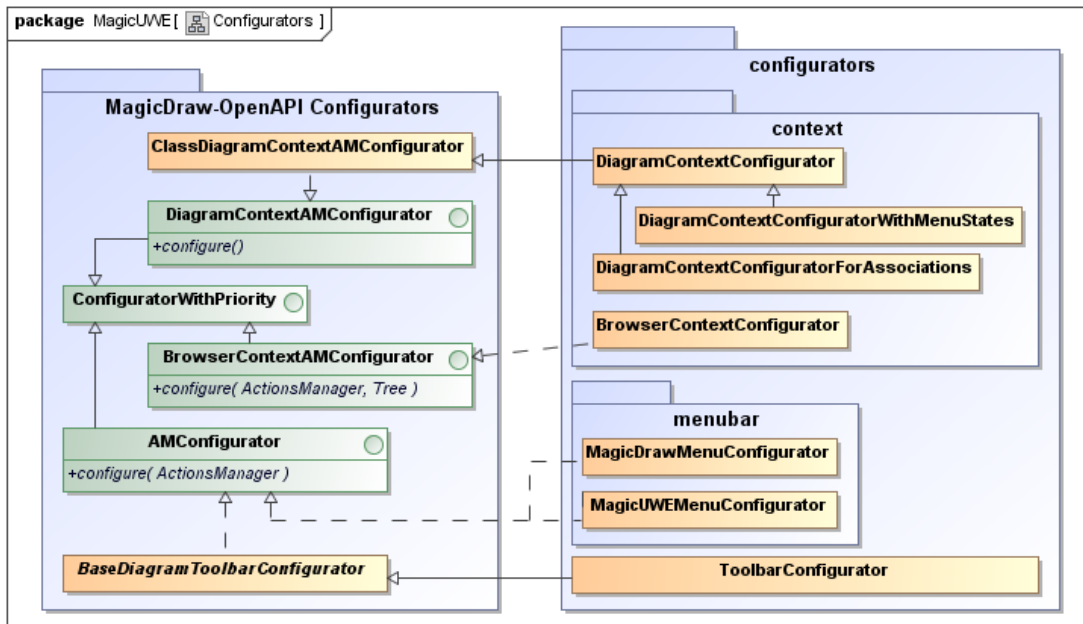 package MagicUWE [ Configurators ]
MagicDraw-OpenAPI Configurators
ClassDiagramContextAMConfigurator
DiagramContextAMConfigurator
+configure()
ConfiguratorWithPriority
BrowserContextAMConfigurator
+configure( ActionsManager, Tree )
AMConfigurator
+configure( ActionsManager )
BaseDiagramToolbarConfigurator
configurators
context
DiagramContextConfigurator
DiagramContextConfiguratorWithMenuStates
DiagramContextConfiguratorForAssociations
BrowserContextConfigurator
menubar
MagicDrawMenuConfigurator
MagicUWEMenuConfigurator
ToolbarConfigurator